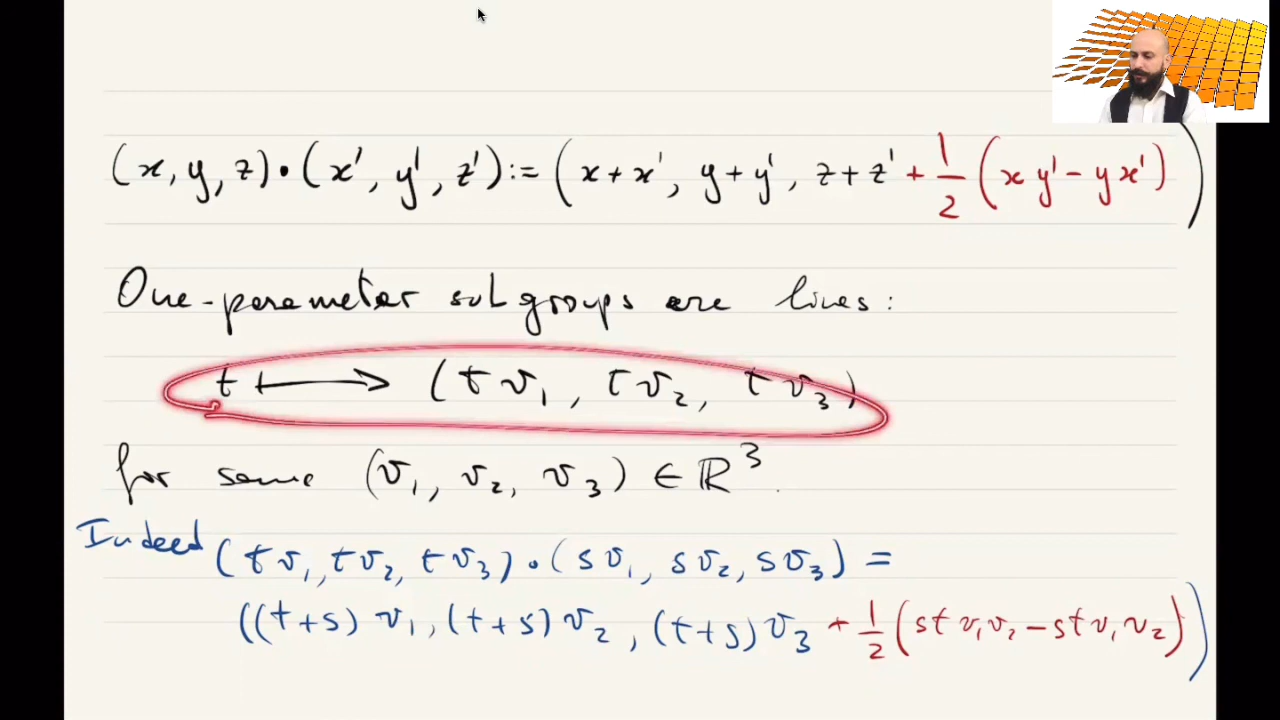 (x, y, z) • (x', y', z') := (x + x', y + y', z + z' + 1/2 (x y' - y x'))
One-parameter subgroups are lines:
t ⟼ (t v₁, t v₂, t v₃)
for some (v₁, v₂, v₃) ∈ ℝ³.
Indeed (t v₁, t v₂, t v₃) • (s v₁, s v₂, s v₃) =
((t+s) v₁, (t+s) v₂, (t+s) v₃ + 1/2 (s t v₁ v₂ - s t v₁ v₂))